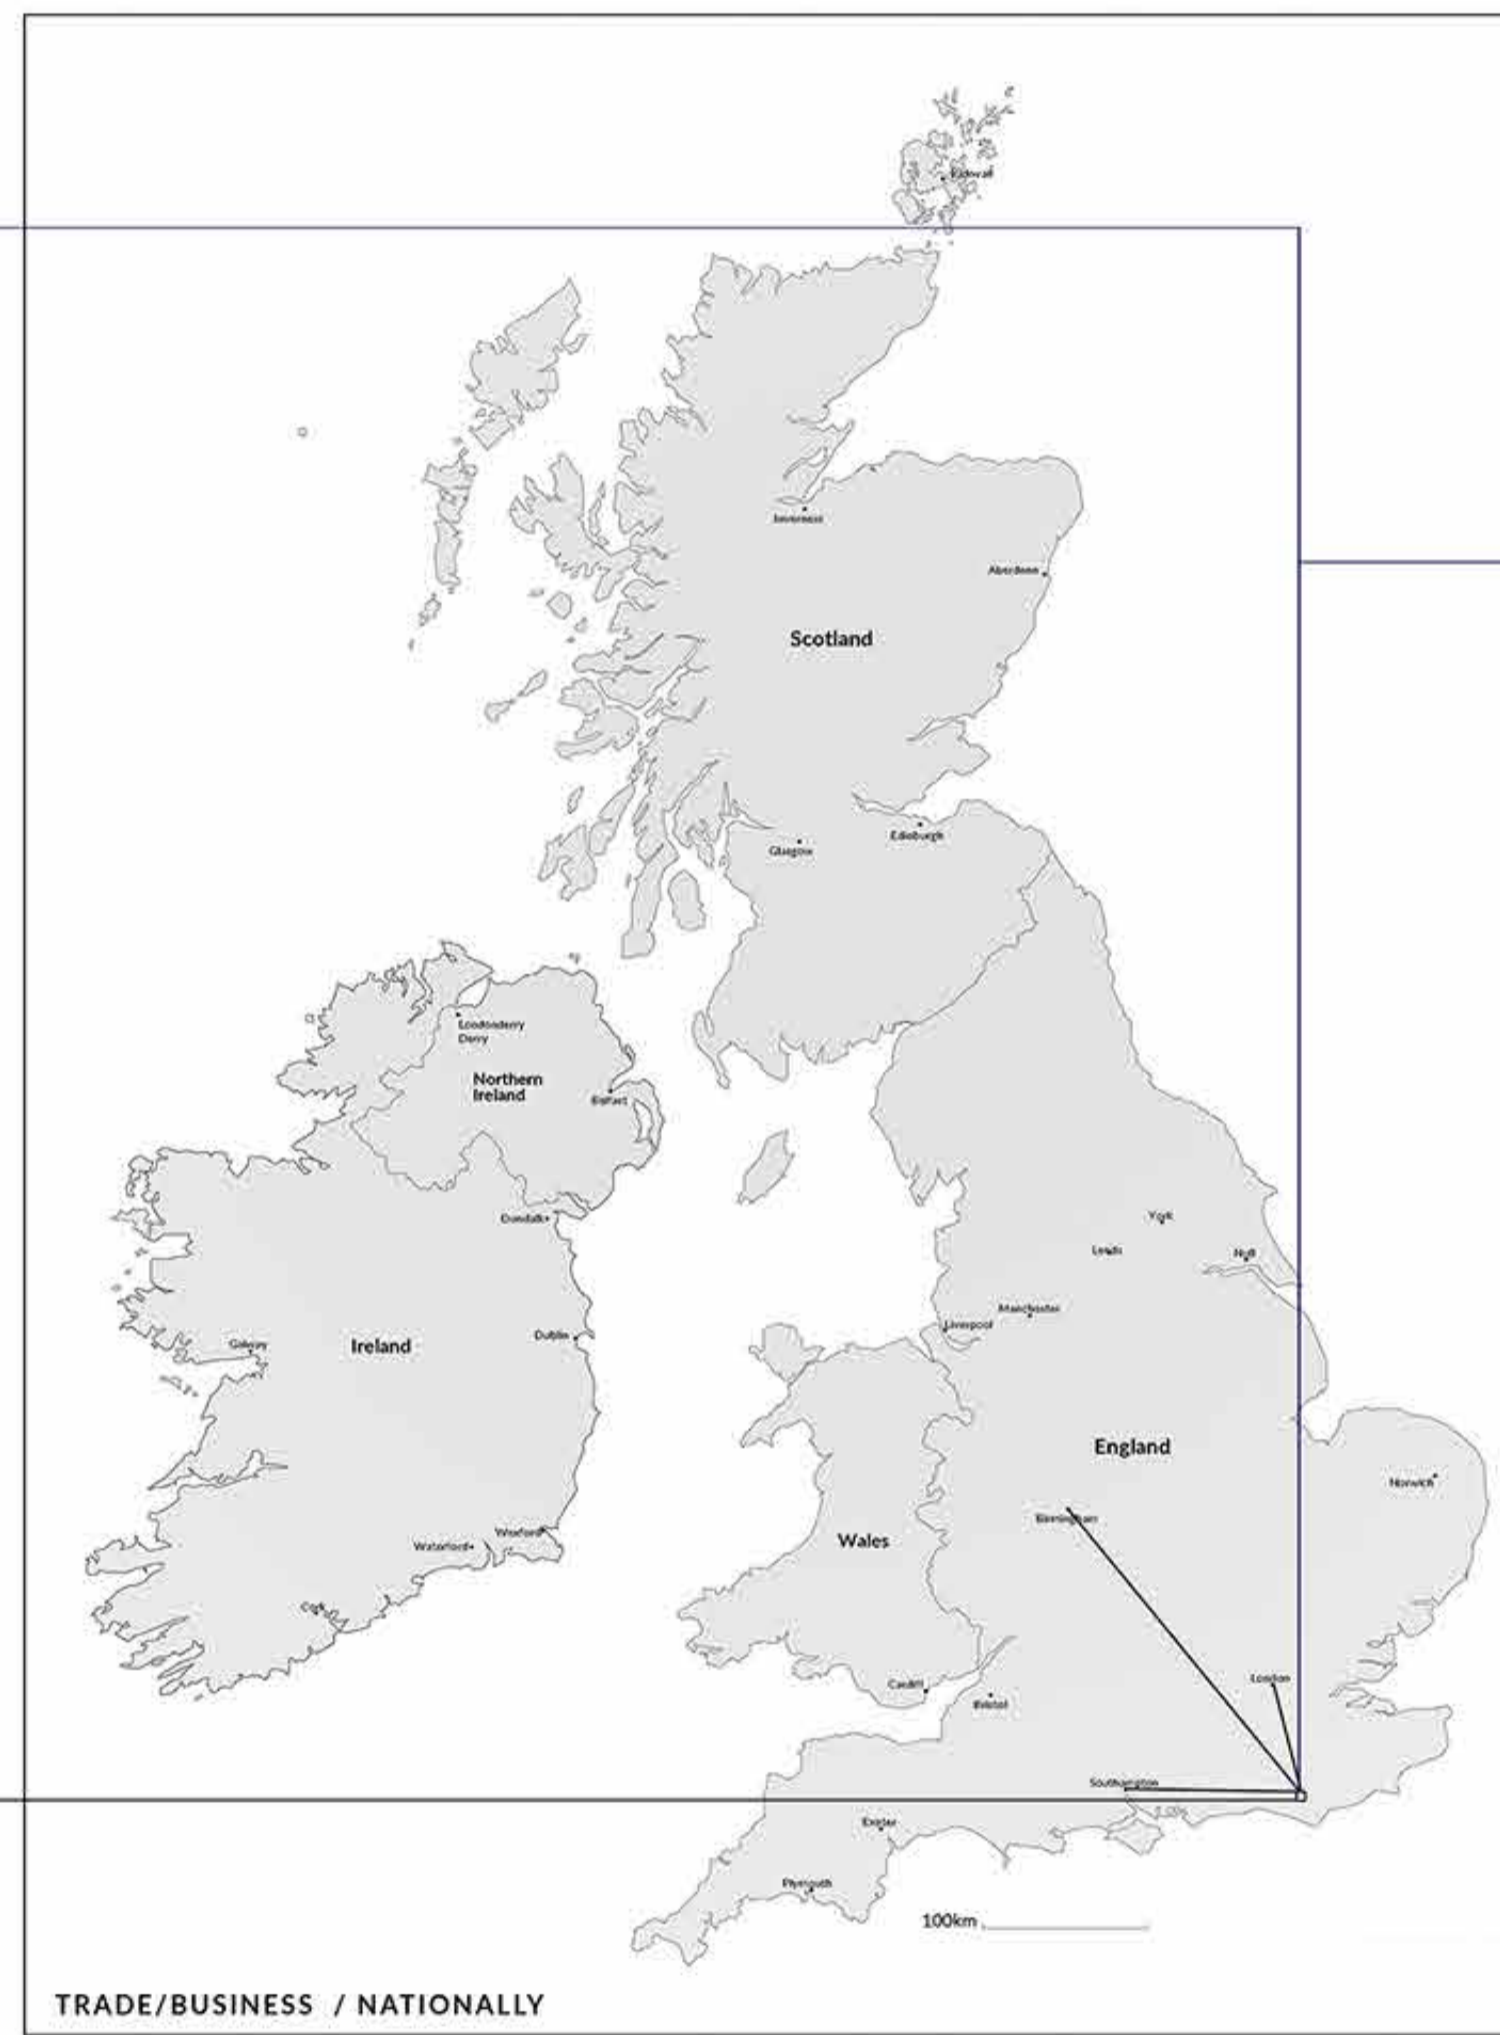 Kirkwall
Inverness
Aberdeen
Scotland
Edinburgh
Glasgow
Londonderry
Derry
Northern
Ireland
Belfast
Dundalk
York
Leeds
Hull
Manchester
Liverpool
Dublin
Galway
Ireland
England
Norwich
Birmingham
Wexford
Waterford
Wales
Cork
London
Cardiff
Bristol
Southampton
Exeter
Plymouth
100km
TRADE/BUSINESS / NATIONALLY